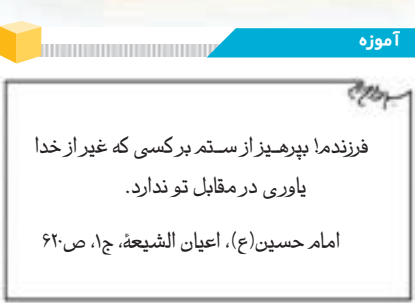 آموزه
فرزندم! بپرهیز از ستم بر کسی که غیر از خدا
یاوری در مقابل تو ندارد.
امام حسین(ع)، اعیان الشیعة، ج۱، ص۶۲۰